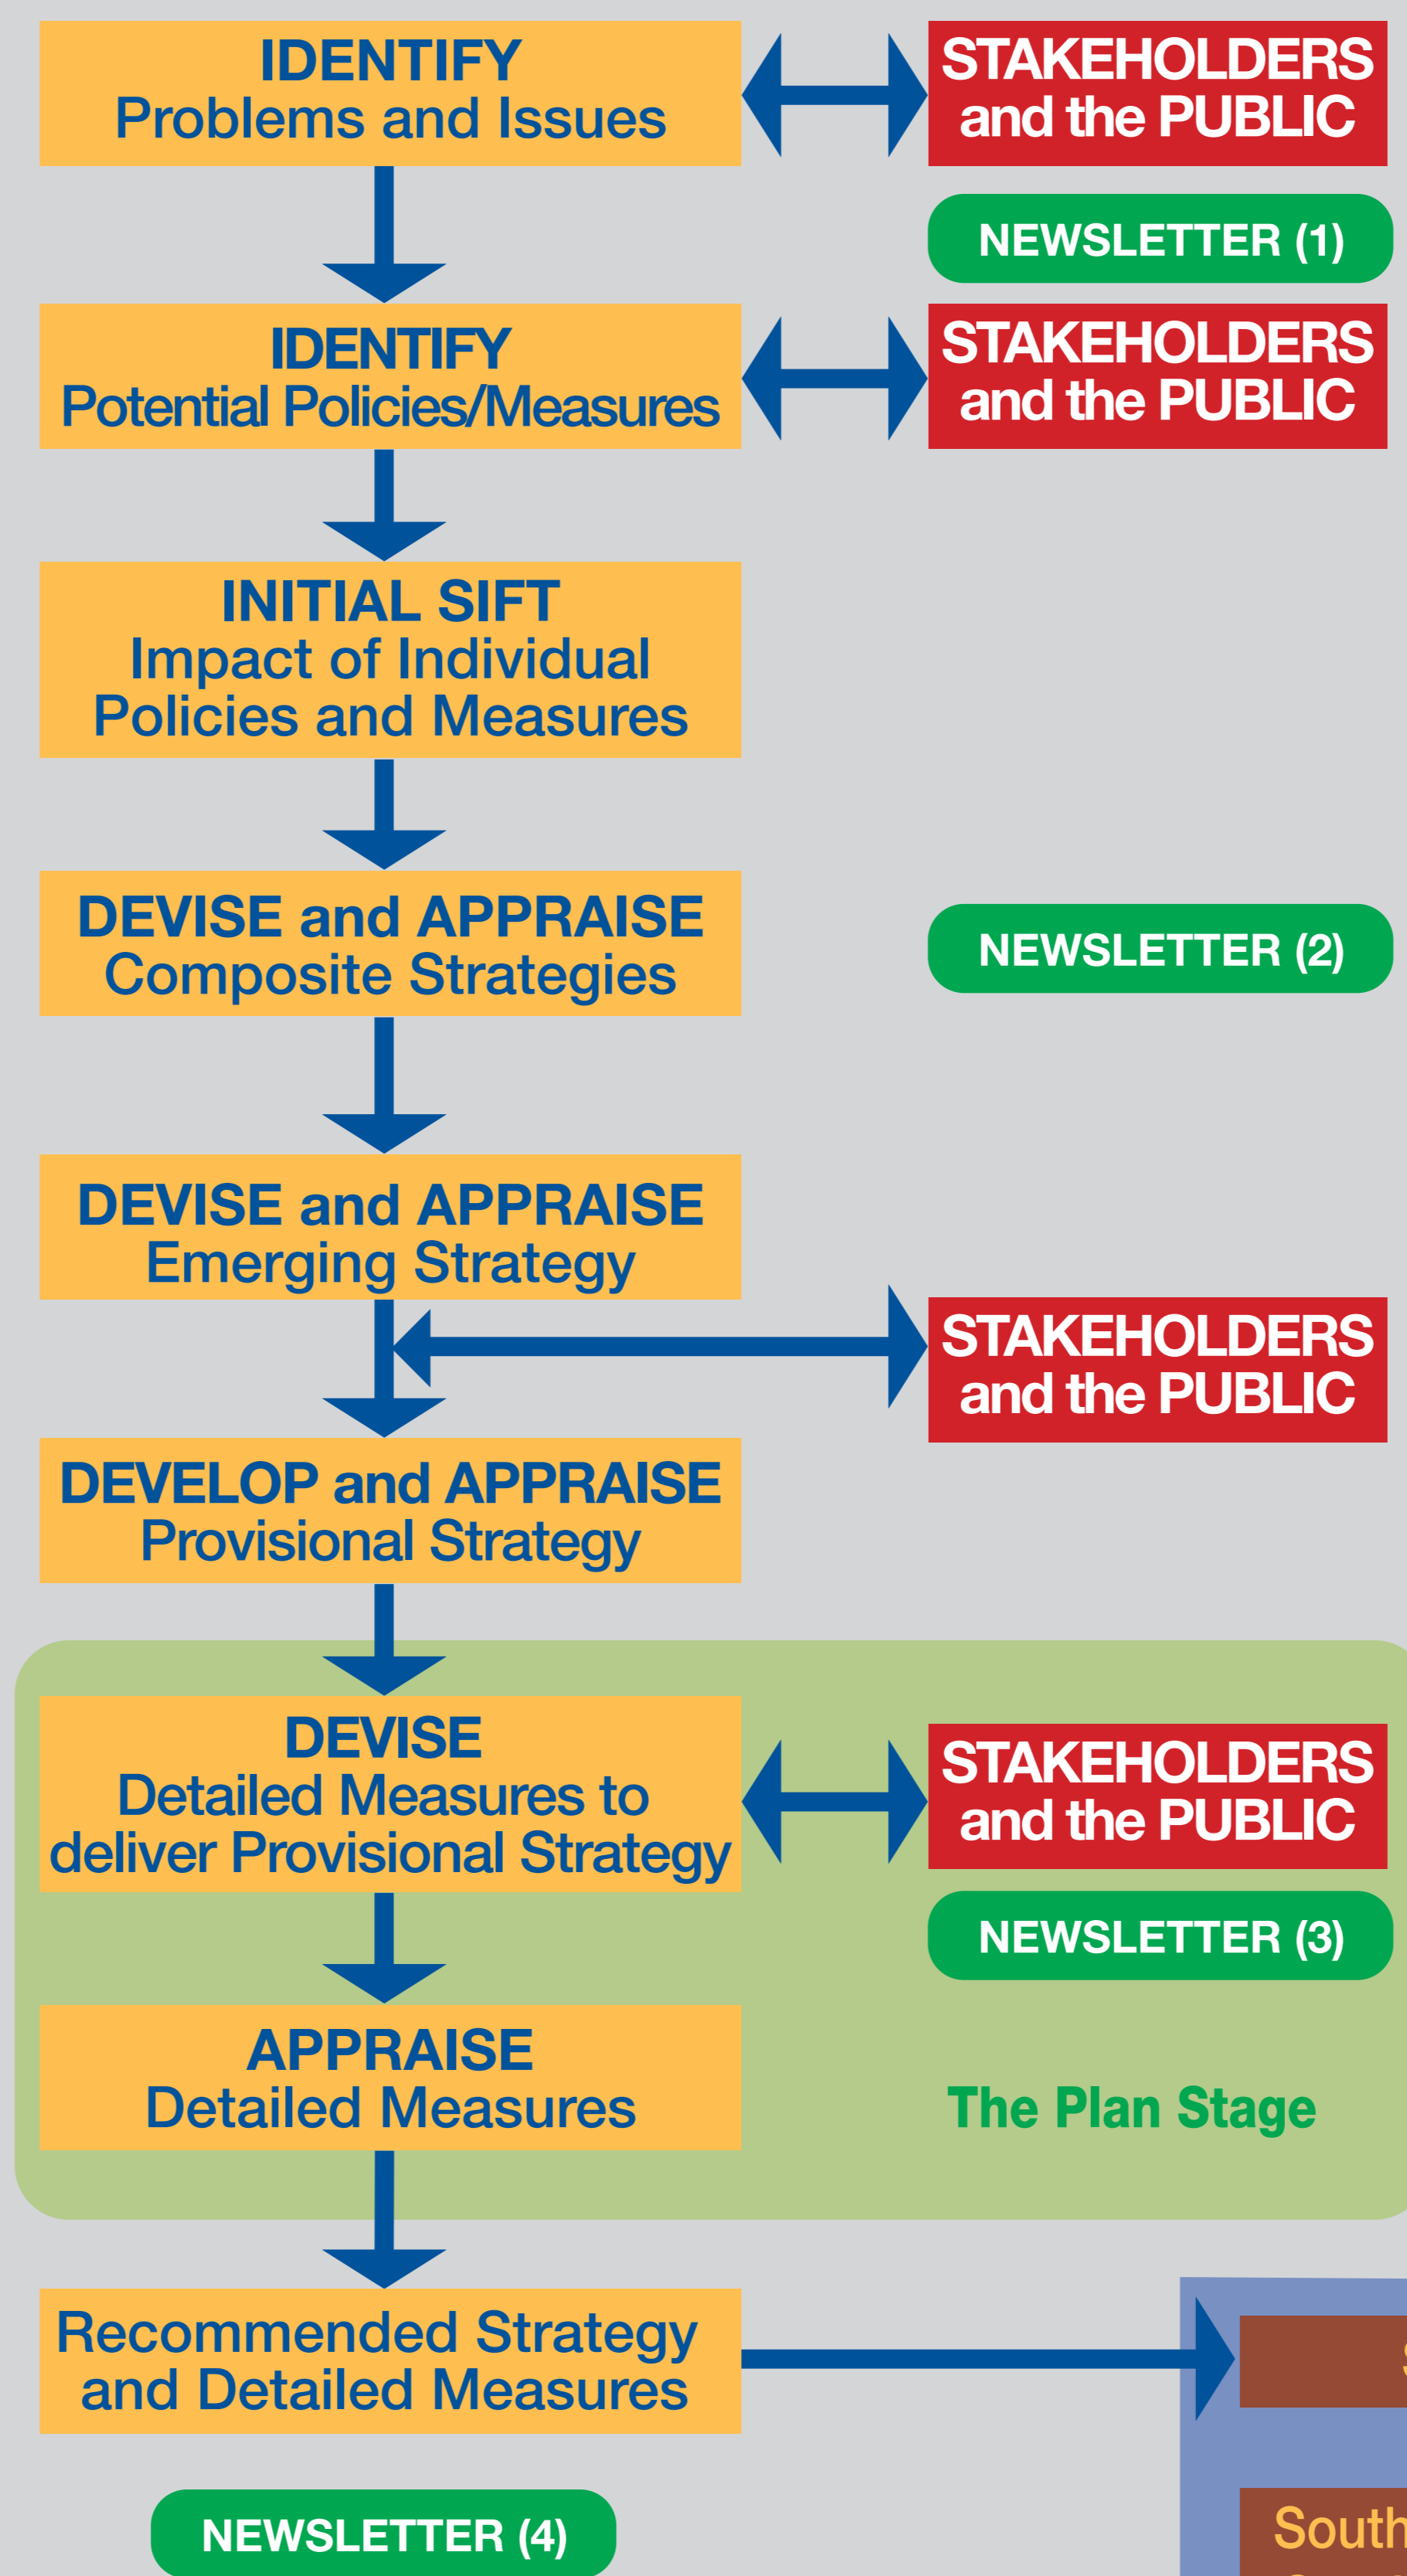 IDENTIFY
Problems and Issues
STAKEHOLDERS
and the PUBLIC
NEWSLETTER (1)
IDENTIFY
Potential Policies/Measures
STAKEHOLDERS
and the PUBLIC
INITIAL SIFT
Impact of Individual
Policies and Measures
DEVISE and APPRAISE
Composite Strategies
NEWSLETTER (2)
DEVISE and APPRAISE
Emerging Strategy
STAKEHOLDERS
and the PUBLIC
DEVELOP and APPRAISE
Provisional Strategy
DEVISE
Detailed Measures to
deliver Provisional Strategy
STAKEHOLDERS
and the PUBLIC
NEWSLETTER (3)
APPRAISE
Detailed Measures
The Plan Stage
Recommended Strategy
and Detailed Measures
South
NEWSLETTER (4)